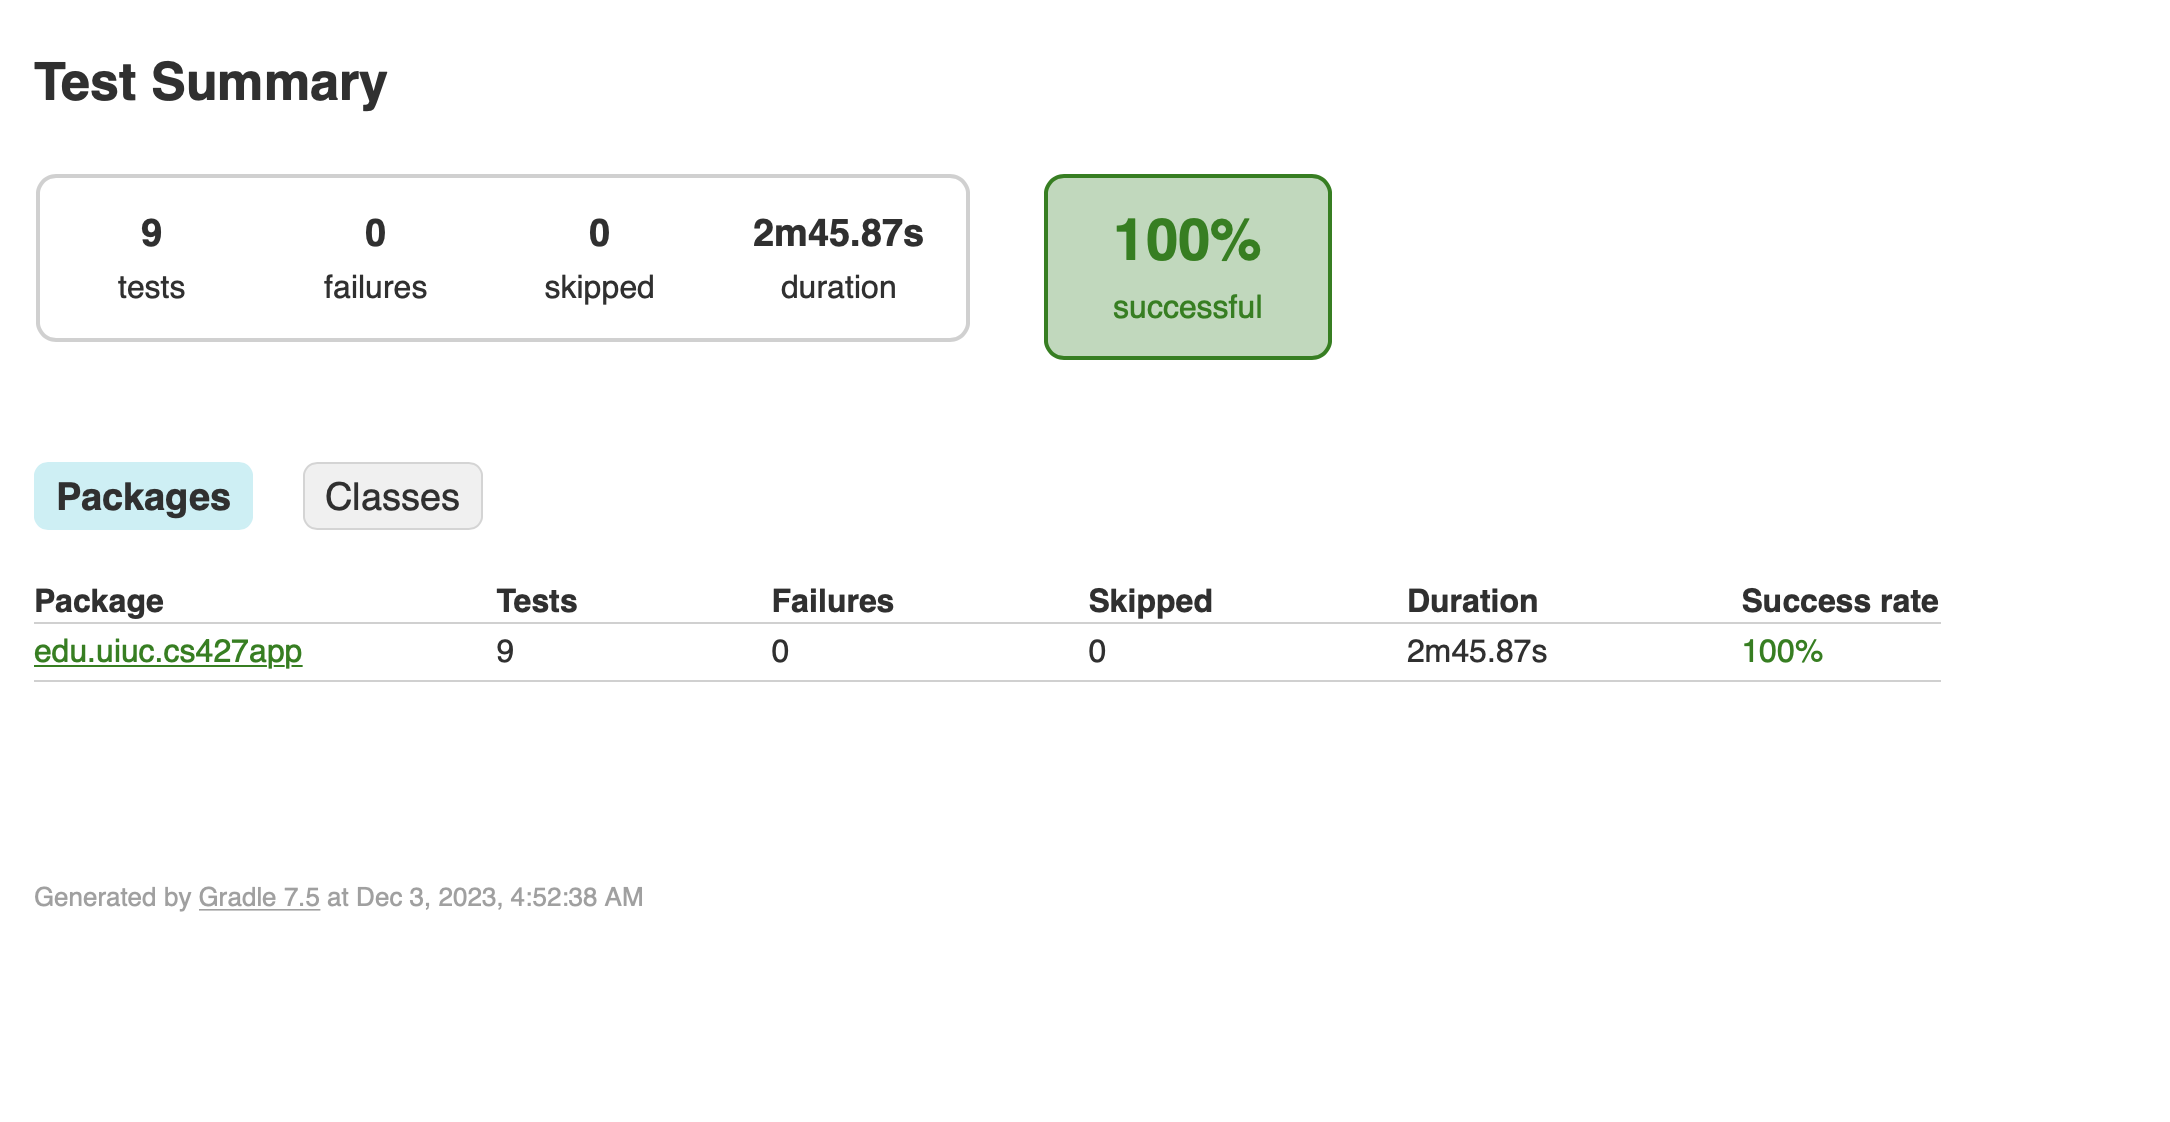 Test Summary
9 0 0 2m45.87s
tests failures skipped duration
100%
successful
Packages Classes
Package Tests Failures Skipped Duration Success rate
edu.uiuc.cs427app 9 0 0 2m45.87s 100%
Generated by Gradle 7.5 at Dec 3, 2023, 4:52:38 AM